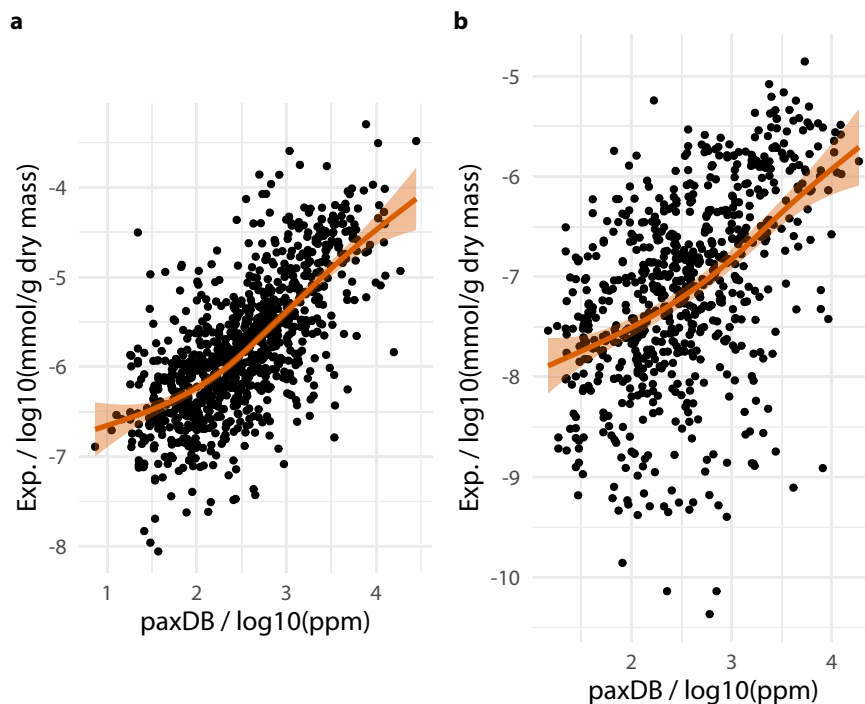 a
Exp. / log10(mmol/g dry mass)
-4
-5
-6
-7
-8
1 2 3 4
paxDB / log10(ppm)
b
Exp. / log10(mmol/g dry mass)
-5
-6
-7
-8
-9
-10
2 3 4
paxDB / log10(ppm)